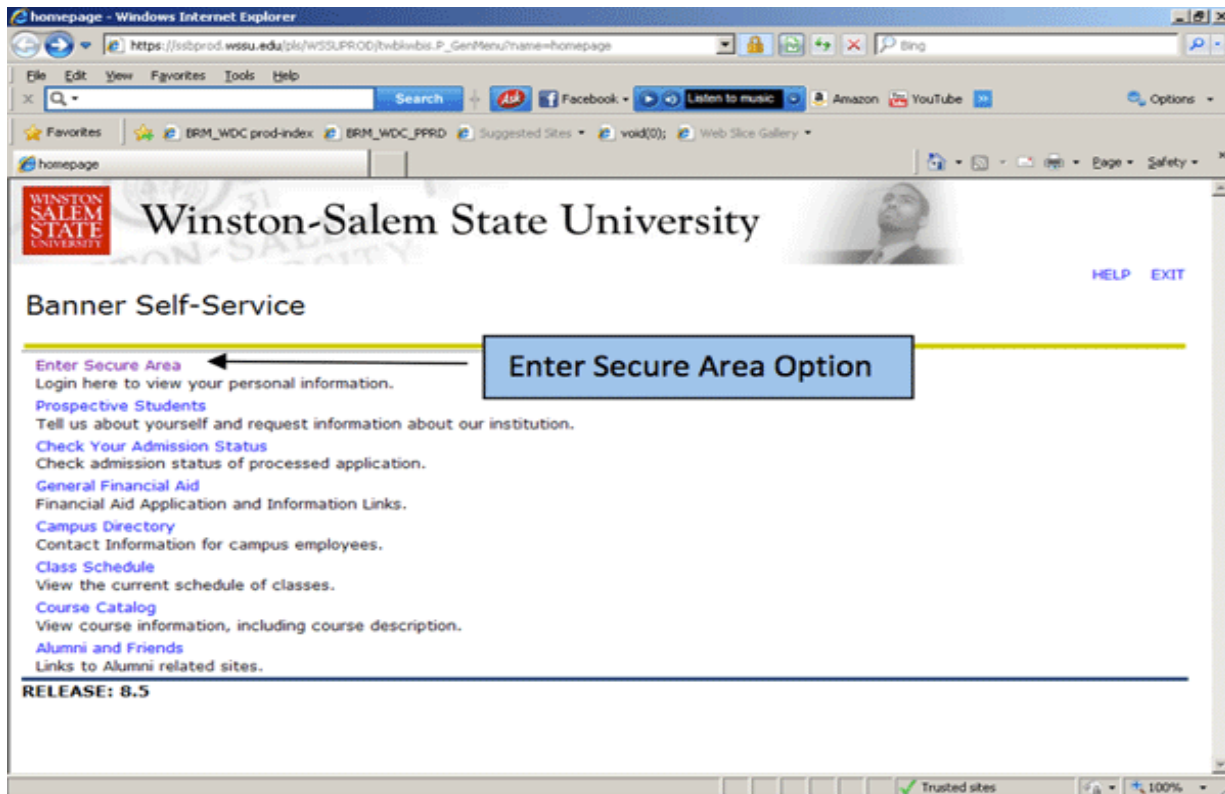 homepage - Windows Internet Explorer
https://ssbprod.wssu.edu/pls/WSSUPROD/twbkwbis.P_GenMenu?name=homepage
Bing
File Edit View Favorites Tools Help
Search Ask Facebook Listen to music Amazon YouTube Options
Favorites BRM_WDC prod-index BRM_WDC_PPRD Suggested Sites void(0); Web Slice Gallery
homepage Page Safety
WINSTON
SALEM
STATE
UNIVERSITY
Winston-Salem State University
HELP EXIT
Banner Self-Service
Enter Secure Area
Enter Secure Area Option
Login here to view your personal information.
Prospective Students
Tell us about yourself and request information about our institution.
Check Your Admission Status
Check admission status of processed application.
General Financial Aid
Financial Aid Application and Information Links.
Campus Directory
Contact Information for campus employees.
Class Schedule
View the current schedule of classes.
Course Catalog
View course information, including course description.
Alumni and Friends
Links to Alumni related sites.
RELEASE: 8.5
Trusted sites 100%